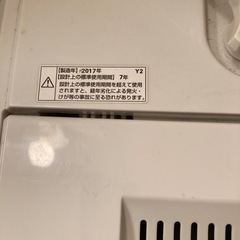 【製造年】:2017年 Y2
【設計上の標準使用期間】 7年
設計上の標準使用期間を超えて使用
されますと、経年劣化による発火・
けが等の事故に至る恐れがあります。